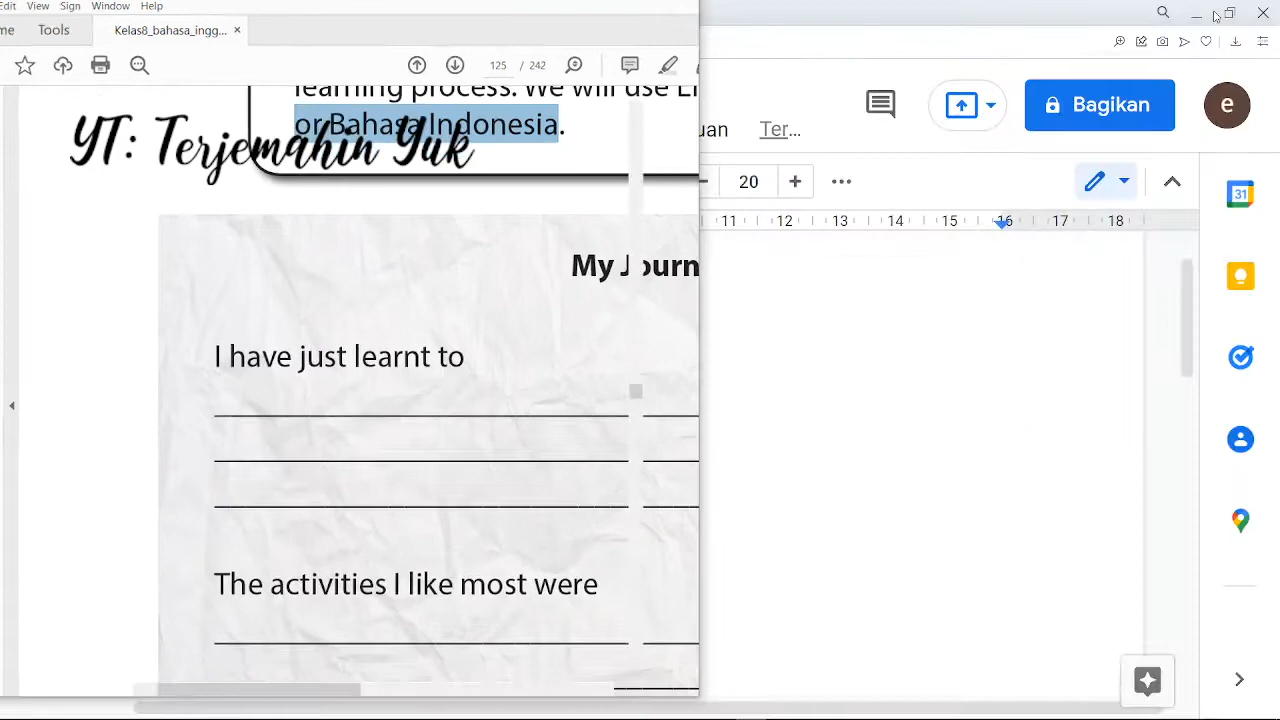 Edit View Sign Window Help
me Tools Kelas8_bahasa_ingg... ×
125 / 242
learning process. We will use
or Bahasa Indonesia.
YT: Terjemahin Yuk
My Journ
I have just learnt to
The activities I like most were
uan Ter...
Bagikan
e
20
11 12 13 14 15 16 17 18
31